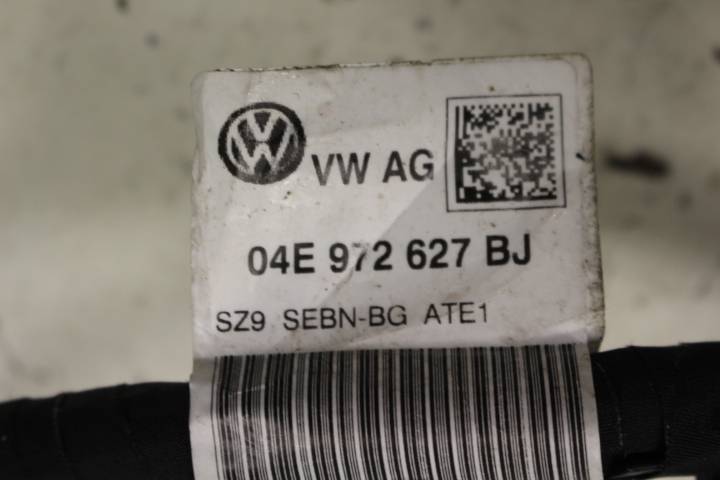 VW AG
04E 972 627 BJ
SZ9 SEBN-BG ATE1